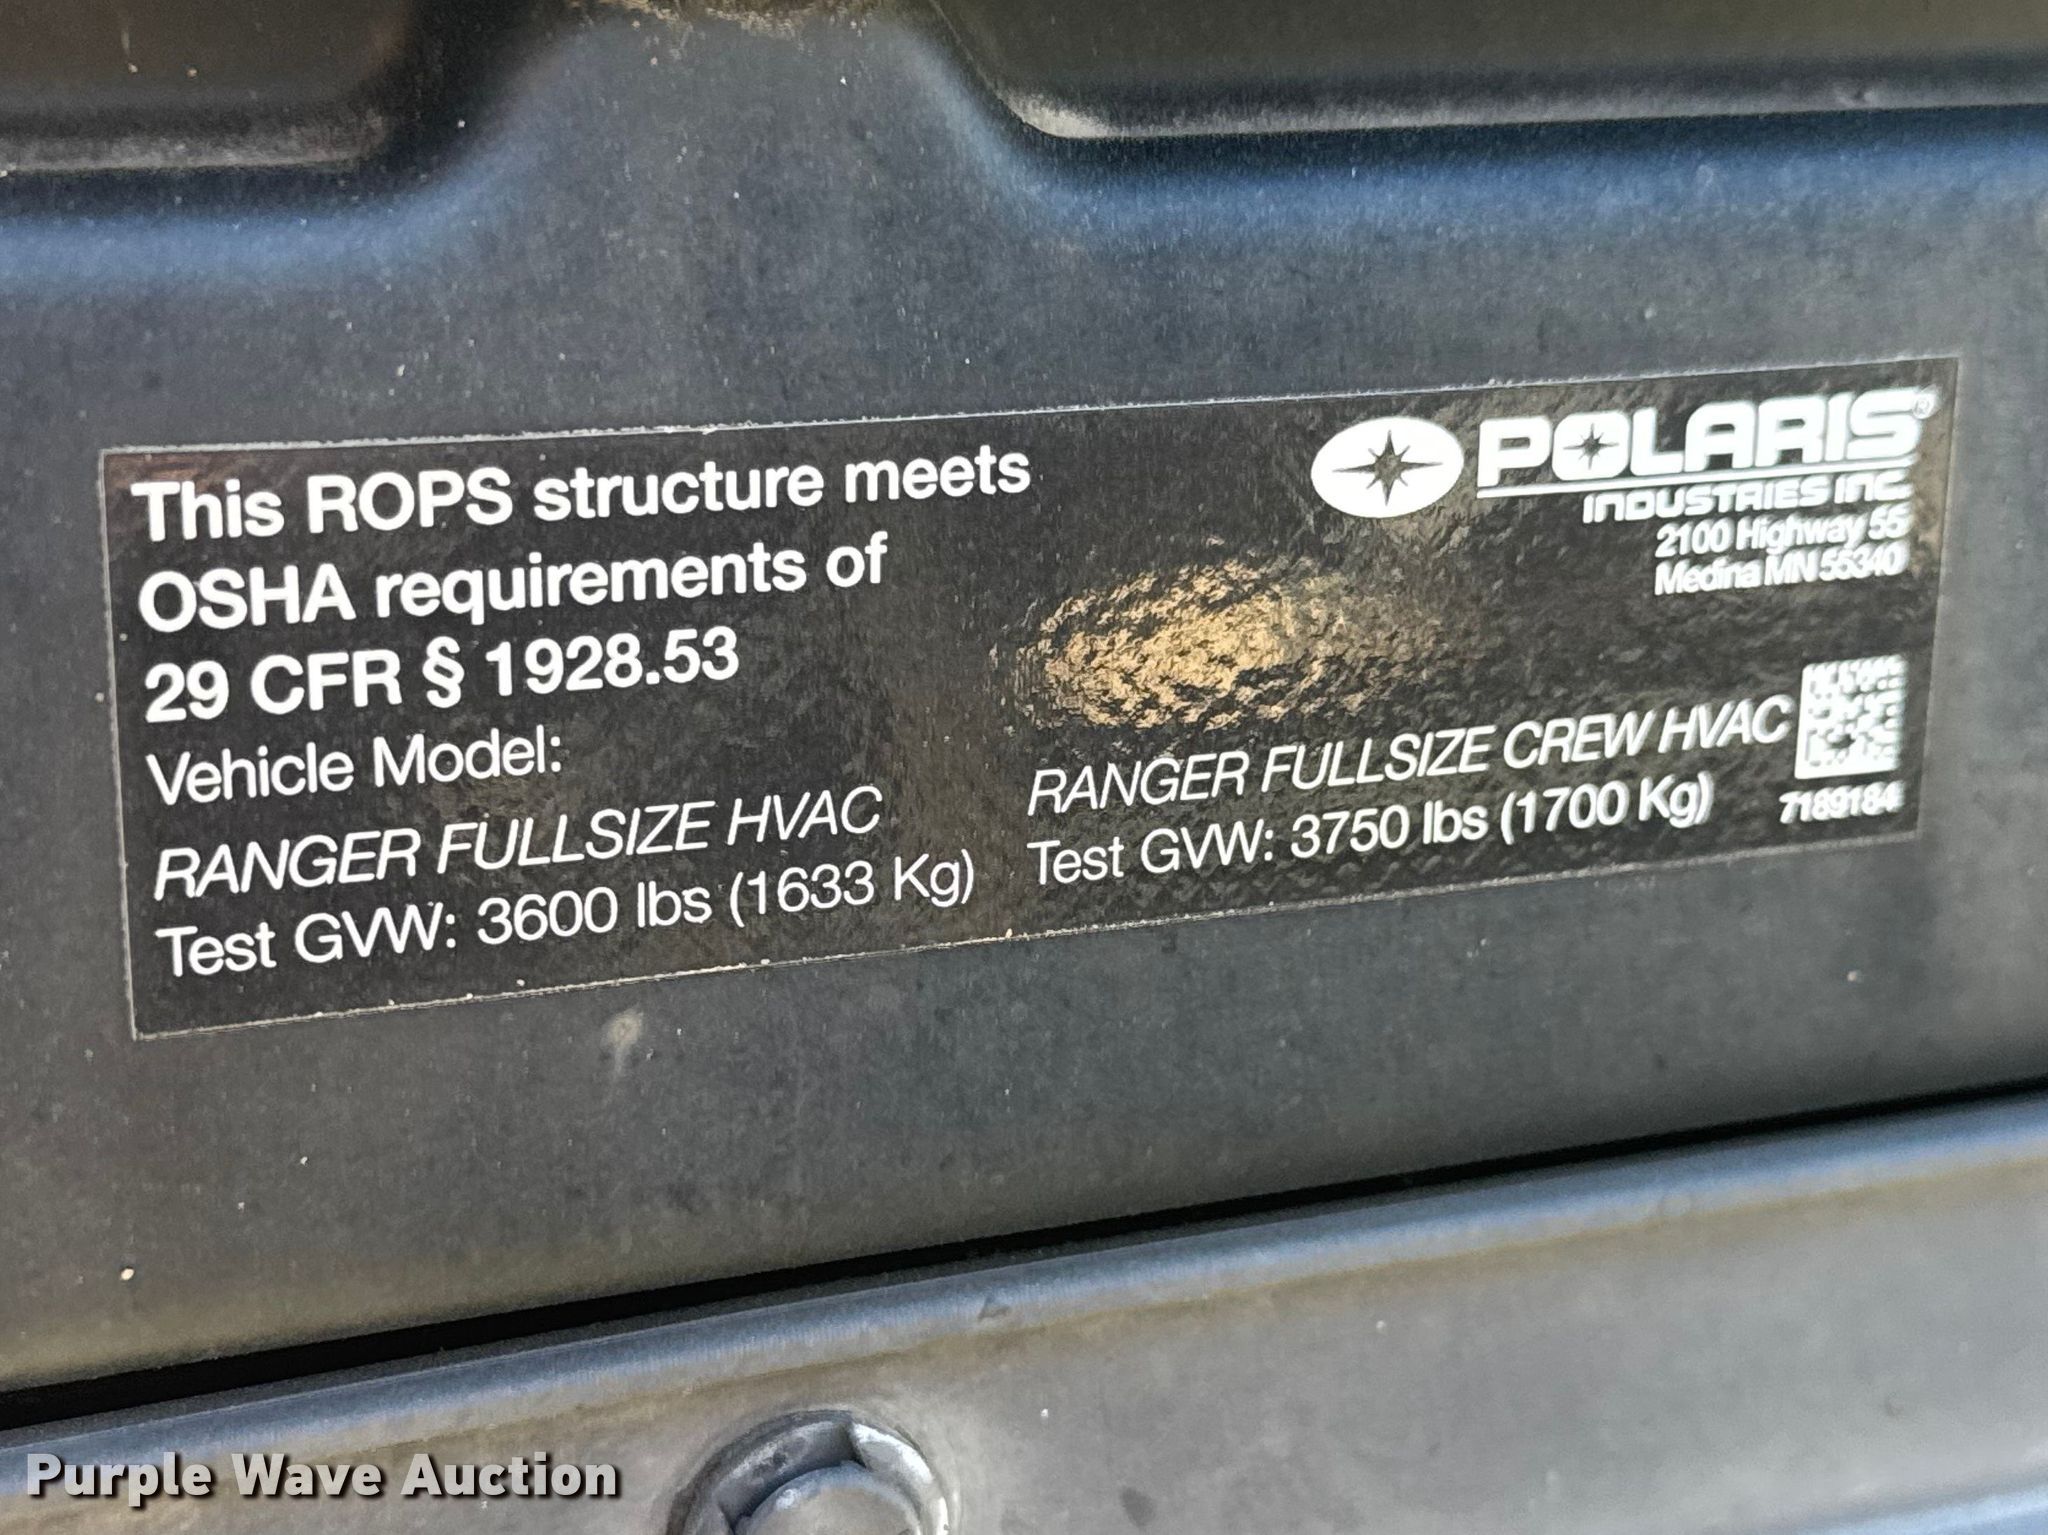 This ROPS structure meets
OSHA requirements of
29 CFR § 1928.53
Vehicle Model:
RANGER FULLSIZE HVAC
Test GVW: 3600 lbs (1633 Kg)
RANGER FULLSIZE CREW HVAC
Test GVW: 3750 lbs (1700 Kg)
POLARIS®
INDUSTRIES INC.
2100 Highway 55
Medina MN 55340
7189184
Purple Wave Auction